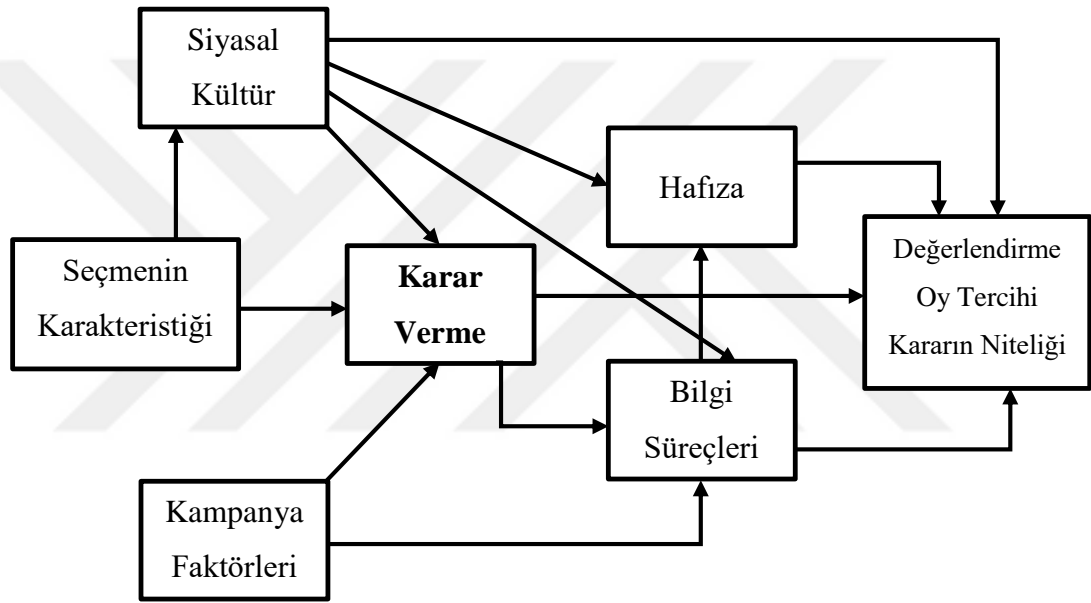 Siyasal
Kültür
Hafıza
Seçmenin
Karakteristiği
Karar
Verme
Değerlendirme
Oy Tercihi
Kararın Niteliği
Bilgi
Süreçleri
Kampanya
Faktörleri